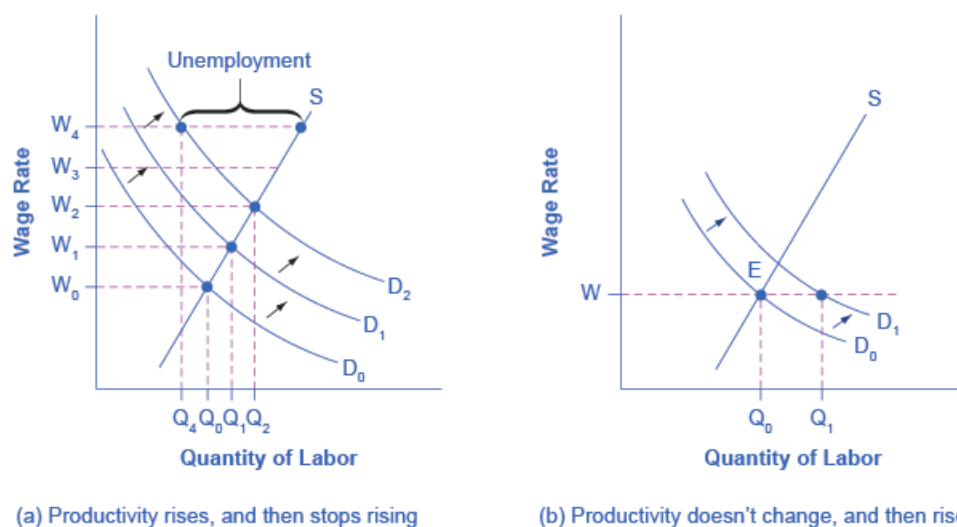 Unemployment
S
W4
W3
W2
W1
W0
Wage Rate
D2
D1
D0
Q4 Q0 Q1 Q2
Quantity of Labor
(a) Productivity rises, and then stops rising
S
E
W
Wage Rate
D1
D0
Q0 Q1
Quantity of Labor
(b) Productivity doesn’t change, and then rise